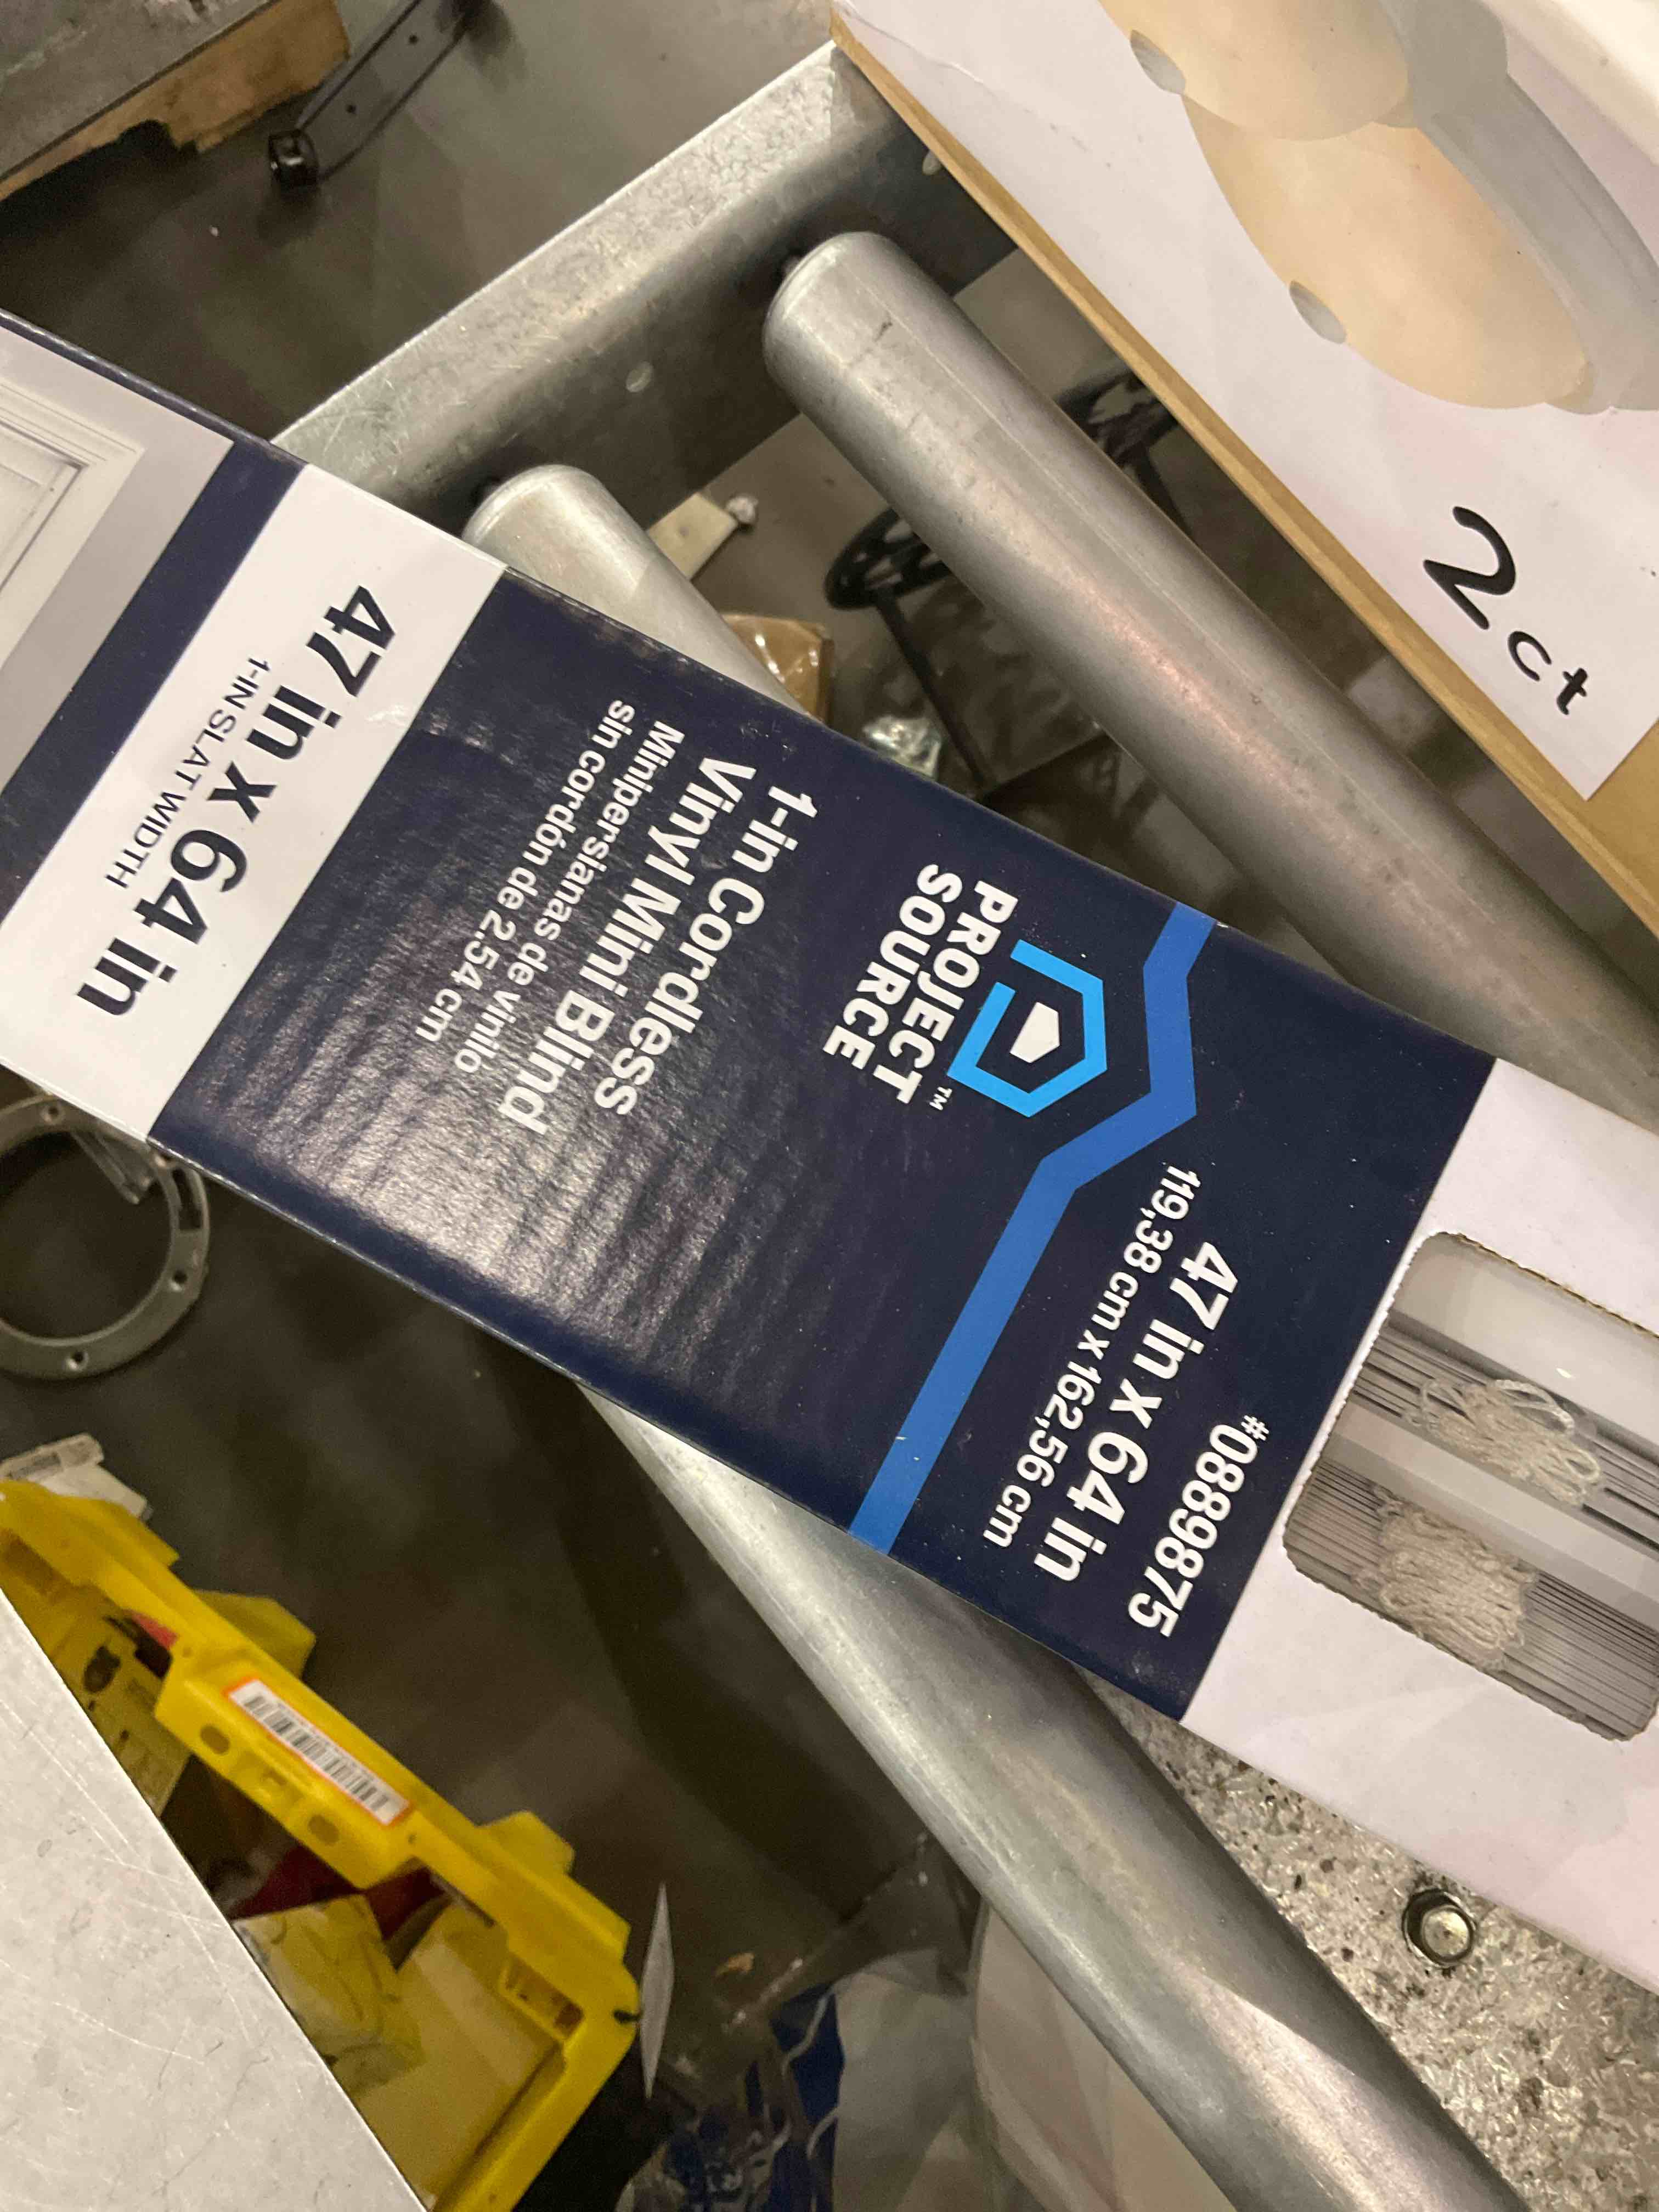 47 in x 64 in
1-IN SLAT WIDTH
1-in Cordless
Vinyl Mini Blind
Minipersianas de vinilo
sin cordón de 2.54 cm
PROJECT
SOURCE™
#0889875
47 in x 64 in
119,38 cm x 162,56 cm
2ct